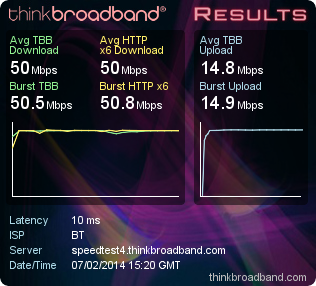 thinkbroadband® RESULTS
Avg TBB Download
Avg HTTP x6 Download
Avg TBB Upload
50 Mbps
50 Mbps
14.8 Mbps
Burst TBB
Burst HTTP x6
Burst Upload
50.5 Mbps
50.8 Mbps
14.9 Mbps
Latency 10 ms
ISP BT
Server speedtest4.thinkbroadband.com
Date/Time 07/02/2014 15:20 GMT
thinkbroadband.com